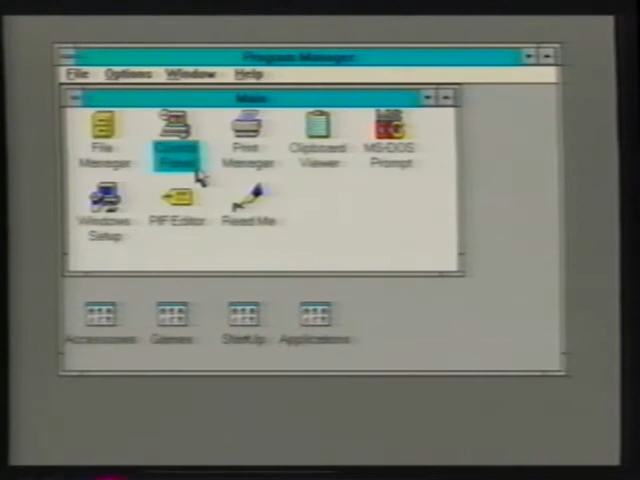 Program Manager
File Options Window Help
Main
File Manager
Control Panel
Print Manager
Clipboard Viewer
MS-DOS Prompt
Windows Setup
PIF Editor
Read Me
Accessories Games StartUp Applications